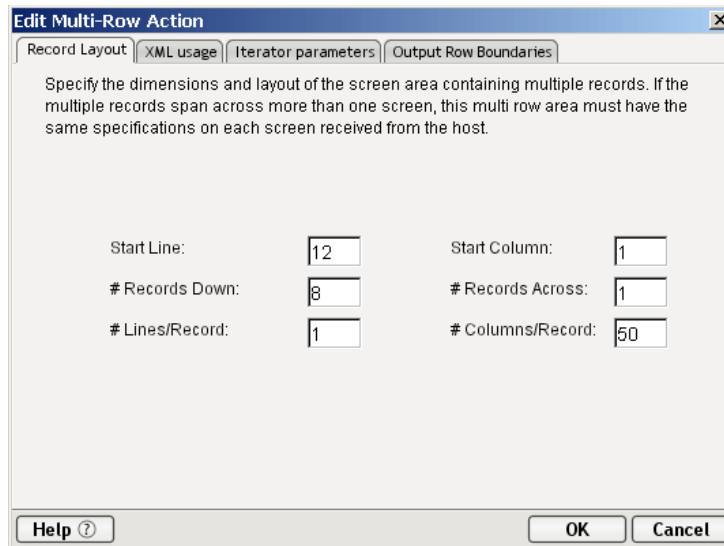 Edit Multi-Row Action
Record Layout XML usage Iterator parameters Output Row Boundaries
Specify the dimensions and layout of the screen area containing multiple records. If the
multiple records span across more than one screen, this multi row area must have the
same specifications on each screen received from the host.
Start Line: 12 Start Column: 1
# Records Down: 8 # Records Across: 1
# Lines/Record: 1 # Columns/Record: 50
Help ? OK Cancel